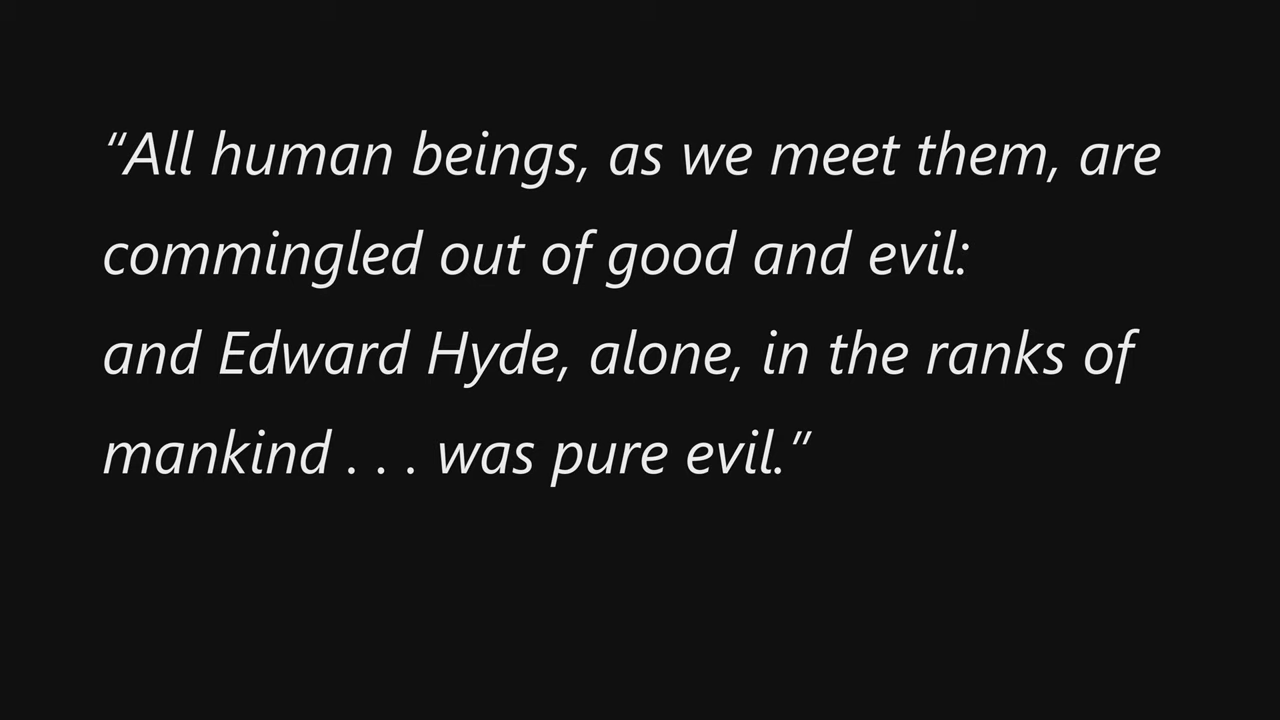 “All human beings, as we meet them, are
commingled out of good and evil:
and Edward Hyde, alone, in the ranks of
mankind . . . was pure evil.”